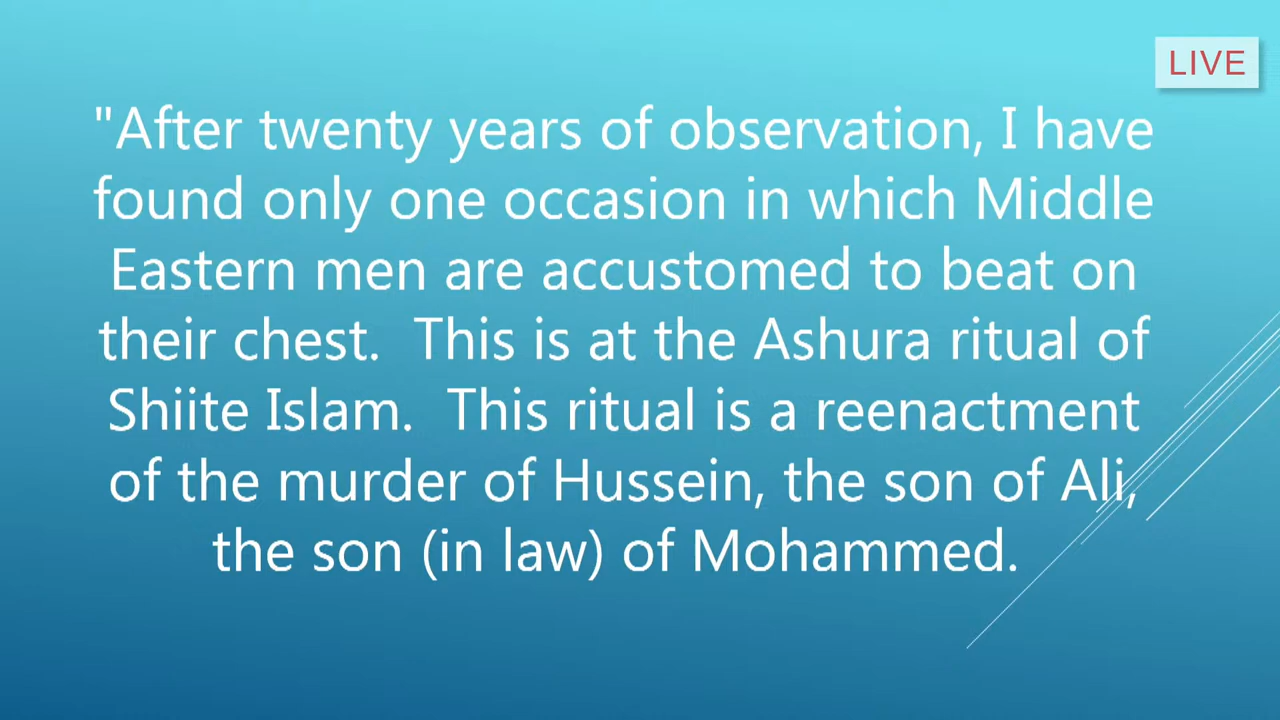 LIVE
"After twenty years of observation, I have
found only one occasion in which Middle
Eastern men are accustomed to beat on
their chest.  This is at the Ashura ritual of
Shiite Islam.  This ritual is a reenactment
of the murder of Hussein, the son of Ali,
the son (in law) of Mohammed.